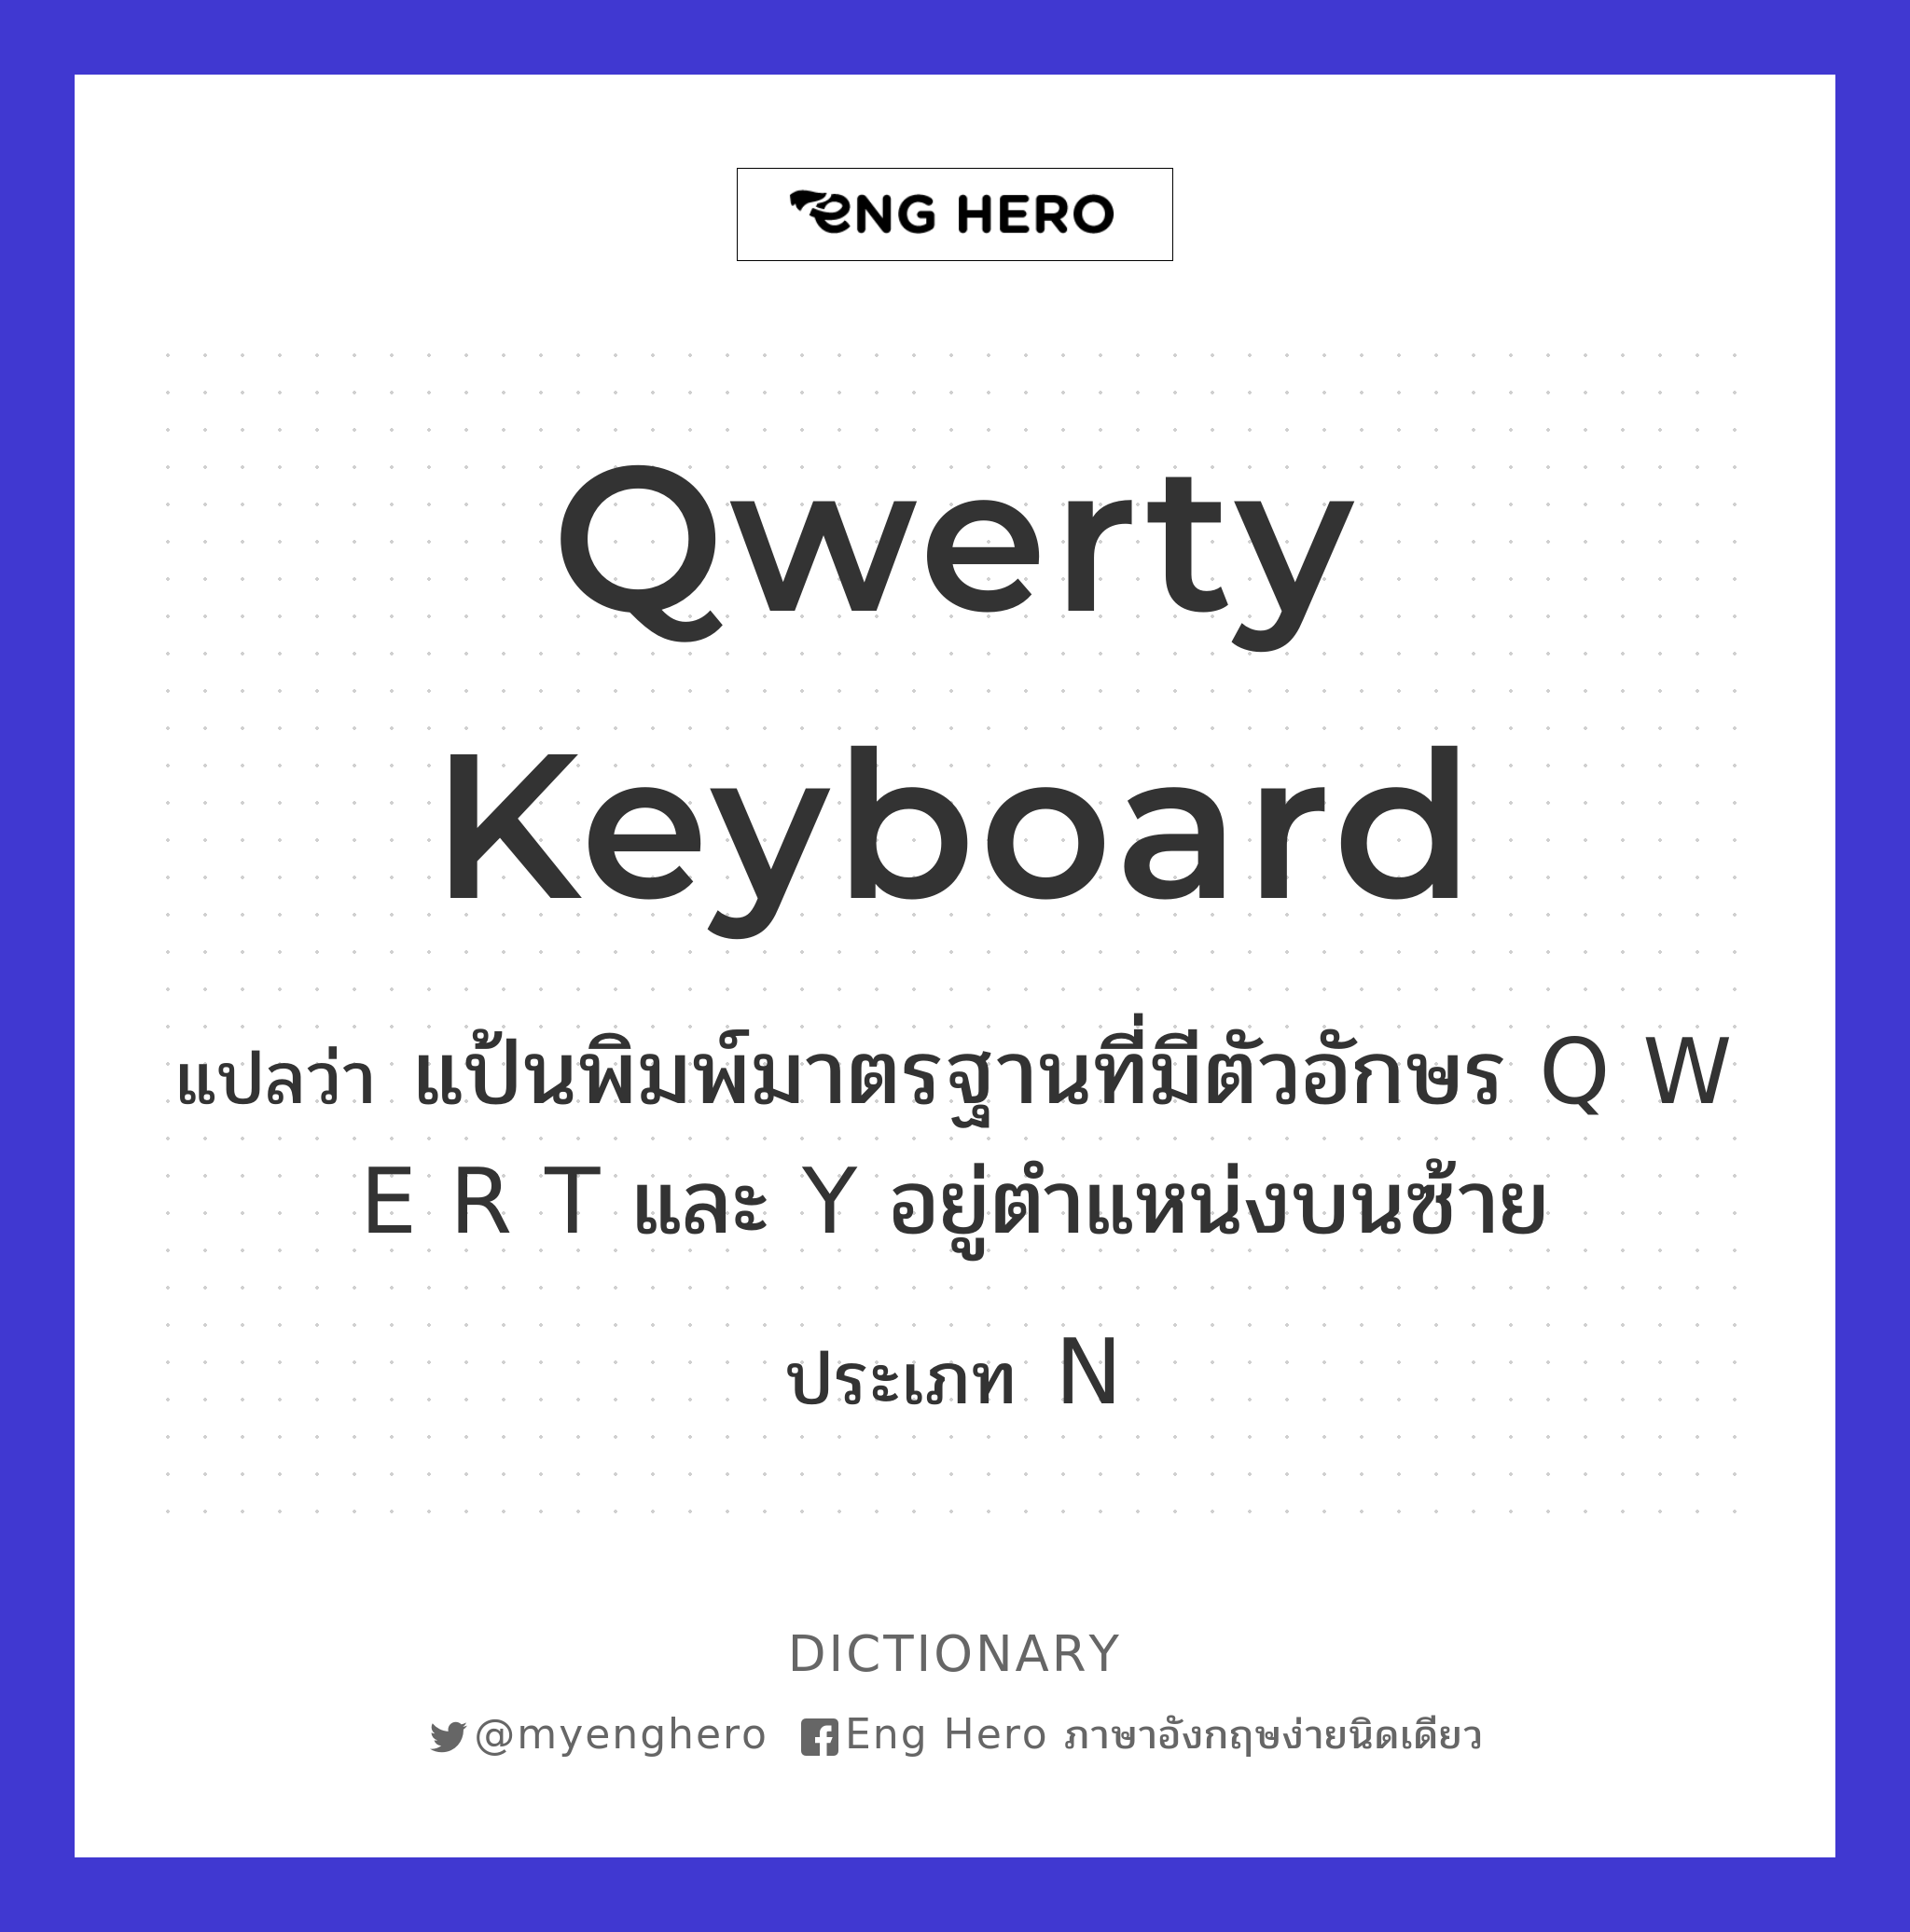 ENG HERO
Qwerty
Keyboard
แปลว่า แป้นพิมพ์มาตรฐานที่มีตัวอักษร Q W
E R T และ Y อยู่ตำแหน่งบนซ้าย
ประเภท N
DICTIONARY
@myenghero Eng Hero ภาษาอังกฤษง่ายนิดเดียว